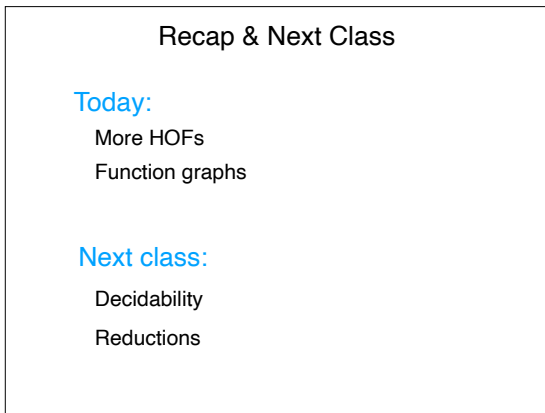 Recap & Next Class
Today:
More HOFs
Function graphs
Next class:
Decidability
Reductions